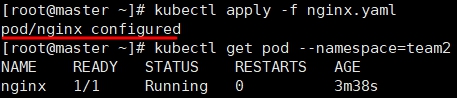 [root@master ~]# kubectl apply -f nginx.yaml
pod/nginx configured
[root@master ~]# kubectl get pod --namespace=team2
NAME READY STATUS RESTARTS AGE
nginx 1/1 Running 0 3m38s